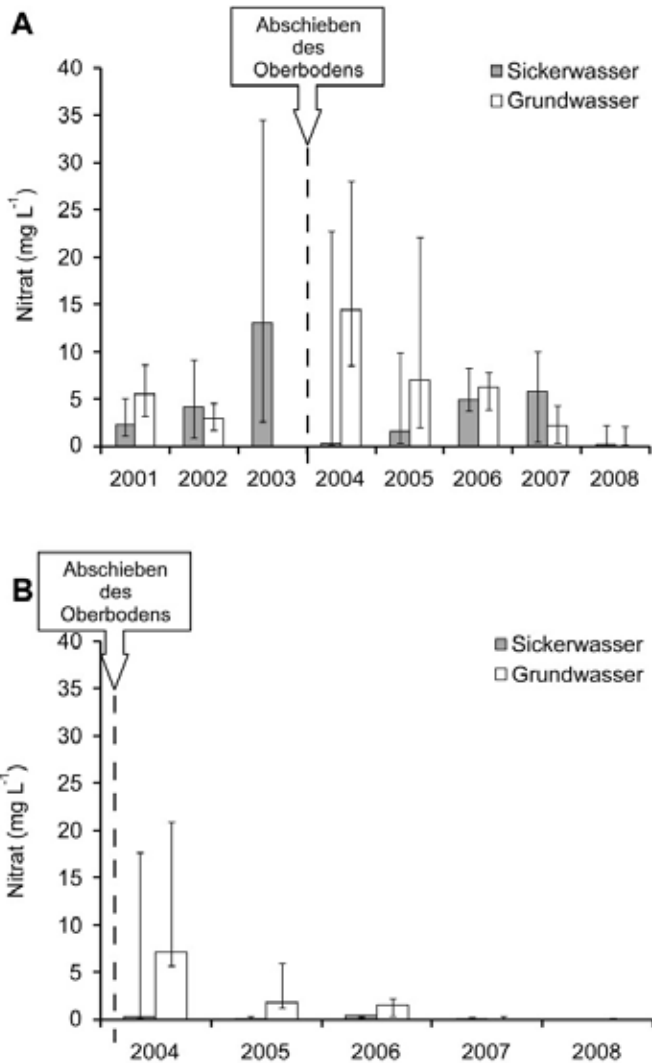 A
Abschieben
des
Oberbodens
Sickerwasser
Grundwasser
Nitrat (mg L⁻¹)
40
35
30
25
20
15
10
5
0
2001 2002 2003 2004 2005 2006 2007 2008
B
Abschieben
des
Oberbodens
Sickerwasser
Grundwasser
Nitrat (mg L⁻¹)
40
35
30
25
20
15
10
5
0
2004 2005 2006 2007 2008